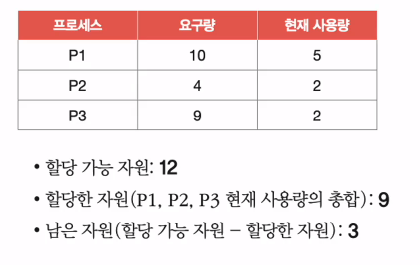 프로세스 요구량 현재 사용량
P1 10 5
P2 4 2
P3 9 2
• 할당 가능 자원: 12
• 할당한 자원(P1, P2, P3 현재 사용량의 총합): 9
• 남은 자원(할당 가능 자원 – 할당한 자원): 3